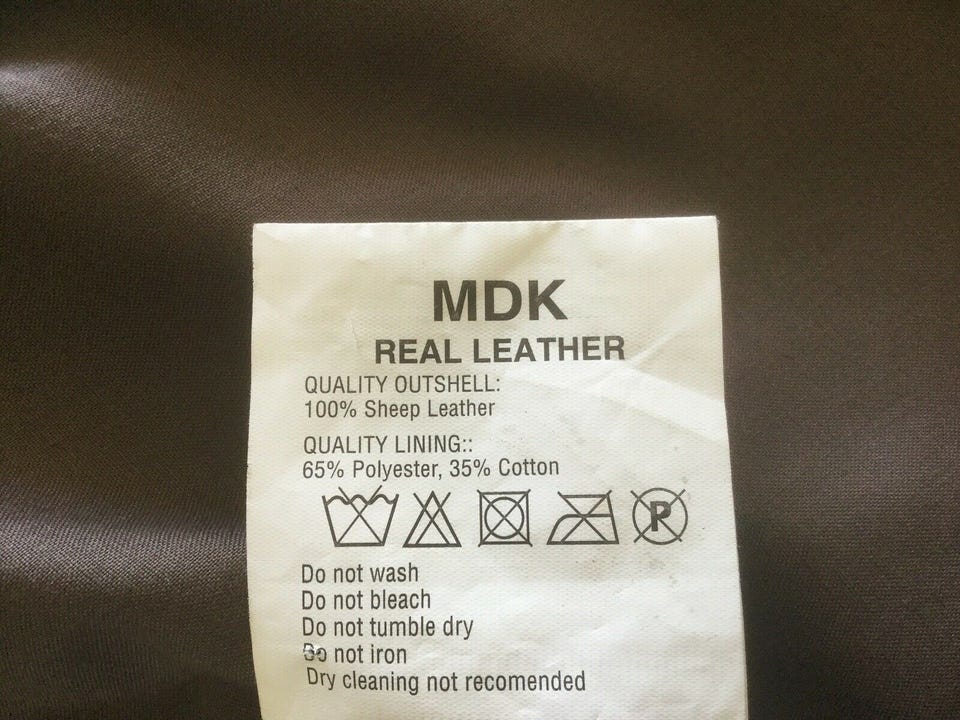 MDK
REAL LEATHER
QUALITY OUTSHELL:
100% Sheep Leather
QUALITY LINING::
65% Polyester, 35% Cotton
P
Do not wash
Do not bleach
Do not tumble dry
Do not iron
Dry cleaning not recomended